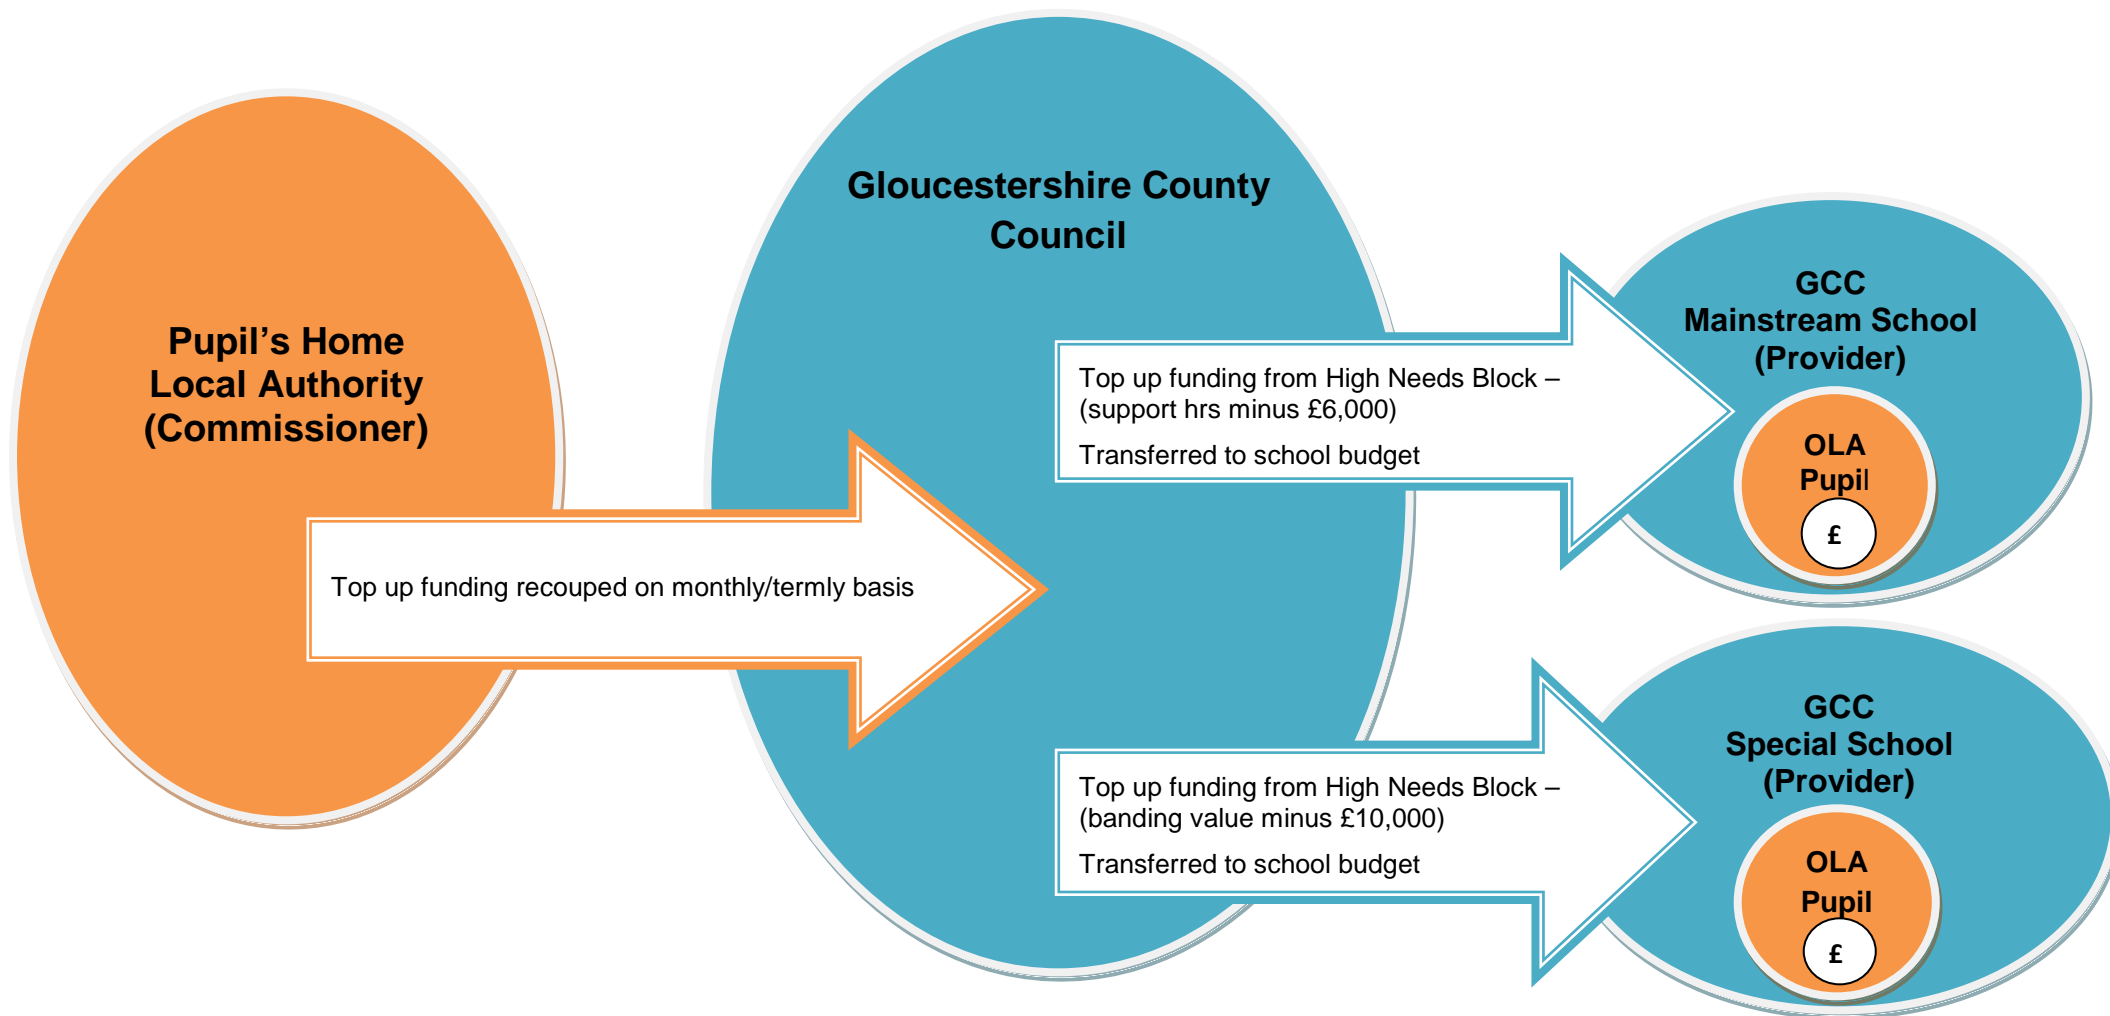 Pupil’s Home
Local Authority
(Commissioner)
Top up funding recouped on monthly/termly basis
Gloucestershire County
Council
Top up funding from High Needs Block –
(support hrs minus £6,000)
Transferred to school budget
GCC
Mainstream School
(Provider)
OLA
Pupil
£
Top up funding from High Needs Block –
(banding value minus £10,000)
Transferred to school budget
GCC
Special School
(Provider)
OLA
Pupil
£